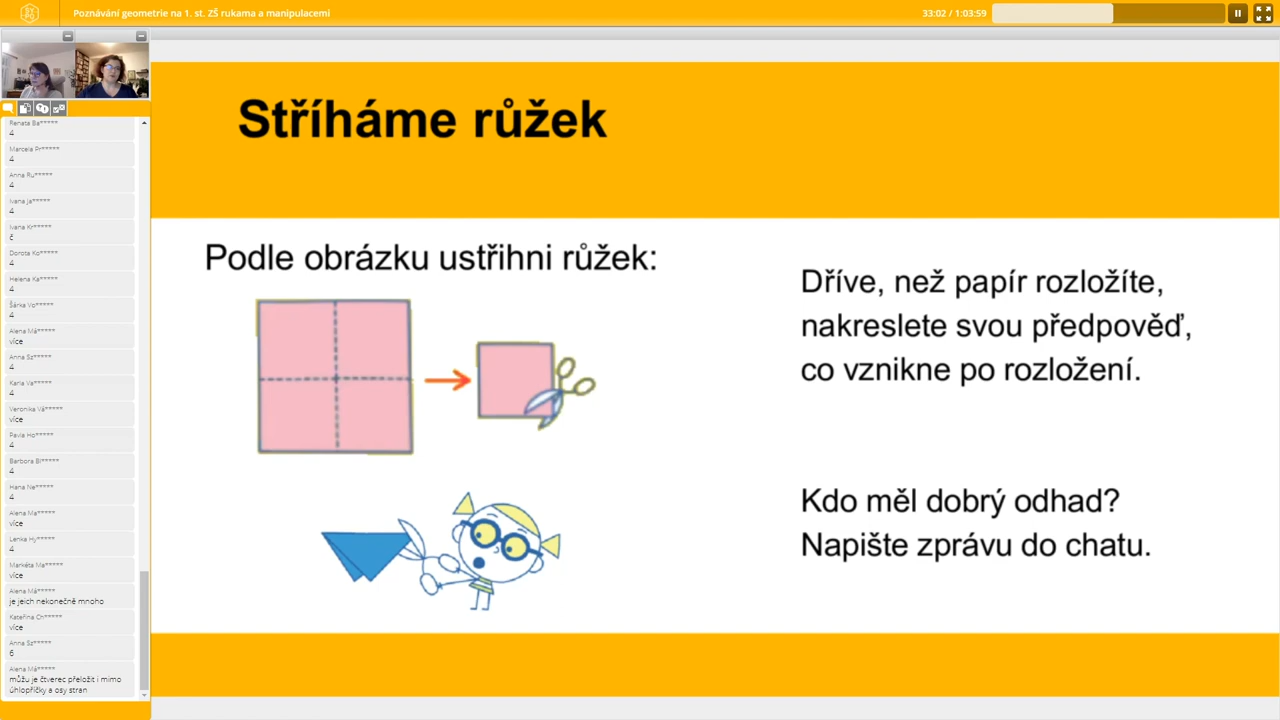 Poznávání geometrie na 1. st. ZŠ rukama a manipulacemi
33:02 / 1:03:59
Stříháme růžek
Podle obrázku ustřihni růžek:
Dříve, než papír rozložíte,
nakreslete svou předpověď,
co vznikne po rozložení.
Kdo měl dobrý odhad?
Napište zprávu do chatu.
Renata Ba*****
4
Marcela Pr*****
4
Anna Ru*****
4
Ivana Ja*****
4
Ivana Kr*****
č
Dorota Ko*****
4
Helena Ka*****
4
Šárka Vo*****
4
Alena Má*****
více
Anna Sz*****
4
Karla Va*****
4
Veronika Vá*****
více
Pavla Ho*****
4
Barbora Bl*****
4
Hana Ne*****
4
Alena Ma*****
více
Lenka Hy*****
4
Markéta Ma*****
více
Alena Má*****
je jejich nekonečně mnoho
Kateřina Ch*****
více
Anna Sz*****
6
Alena Má*****
můžu je čtverec přeložit i mimo
úhlopříčky a osy stran